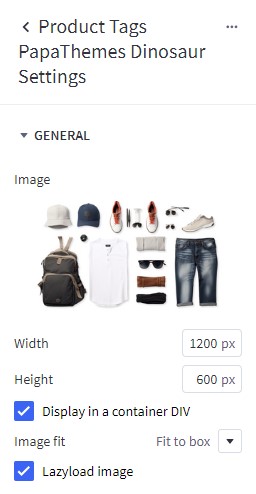 Product Tags
PapaThemes Dinosaur
Settings
GENERAL
Image
Width 1200 px
Height 600 px
Display in a container DIV
Image fit Fit to box
Lazyload image